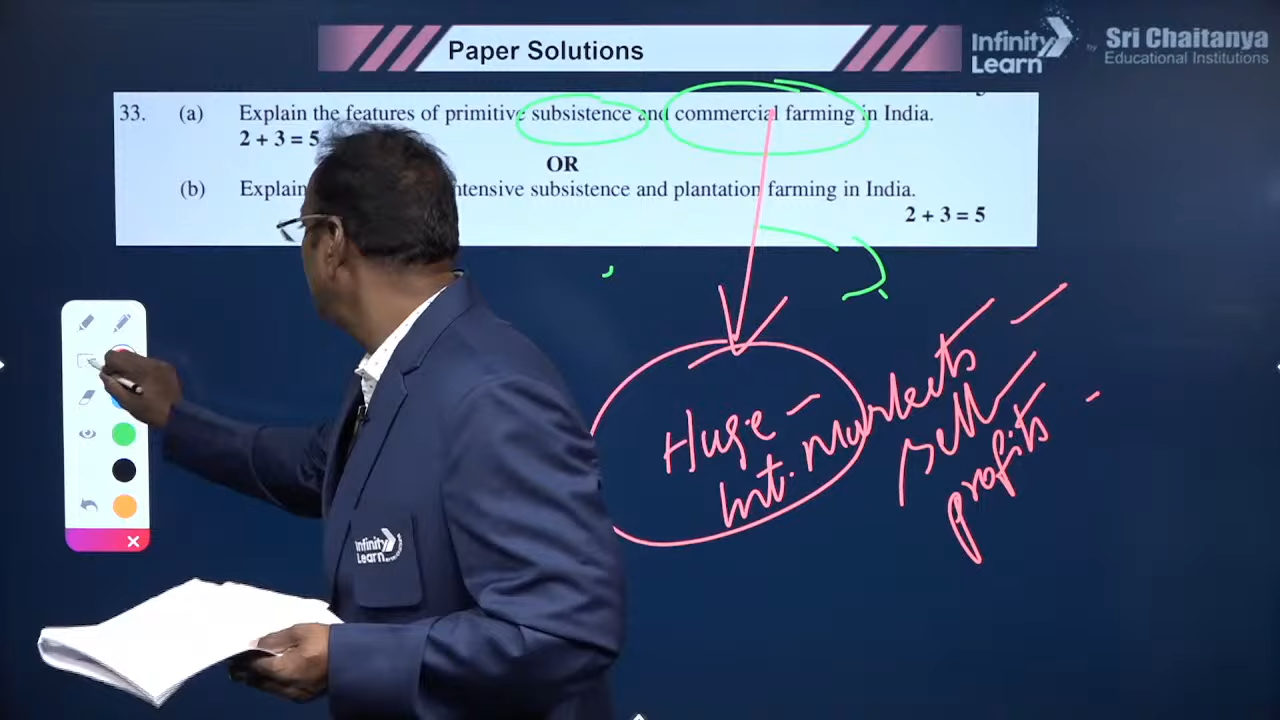 Paper Solutions
Infinity Learn by Sri Chaitanya Educational Institutions
33. (a) Explain the features of primitive subsistence and commercial farming in India.
2 + 3 = 5
OR
(b) Explain intensive subsistence and plantation farming in India.
2 + 3 = 5
Huge
Int. Markets
sell
profits
Infinity Learn